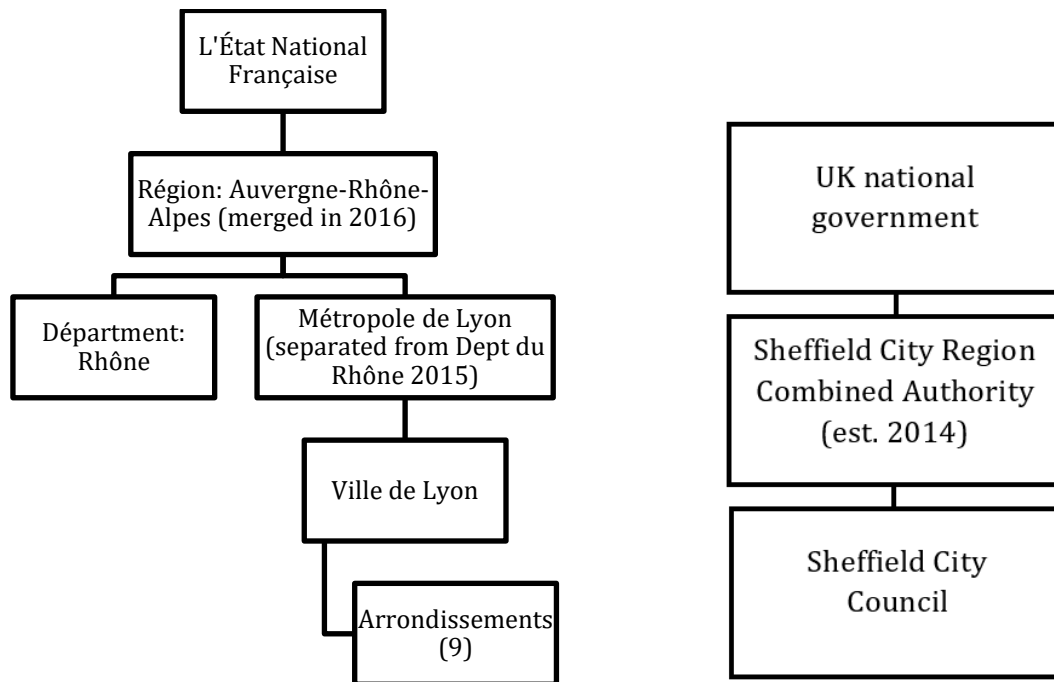 L'État National
Française
Région: Auvergne-Rhône-
Alpes (merged in 2016)
Départment:
Rhône
Métropole de Lyon
(separated from Dept du
Rhône 2015)
Ville de Lyon
Arrondissements
(9)
UK national
government
Sheffield City Region
Combined Authority
(est. 2014)
Sheffield City
Council